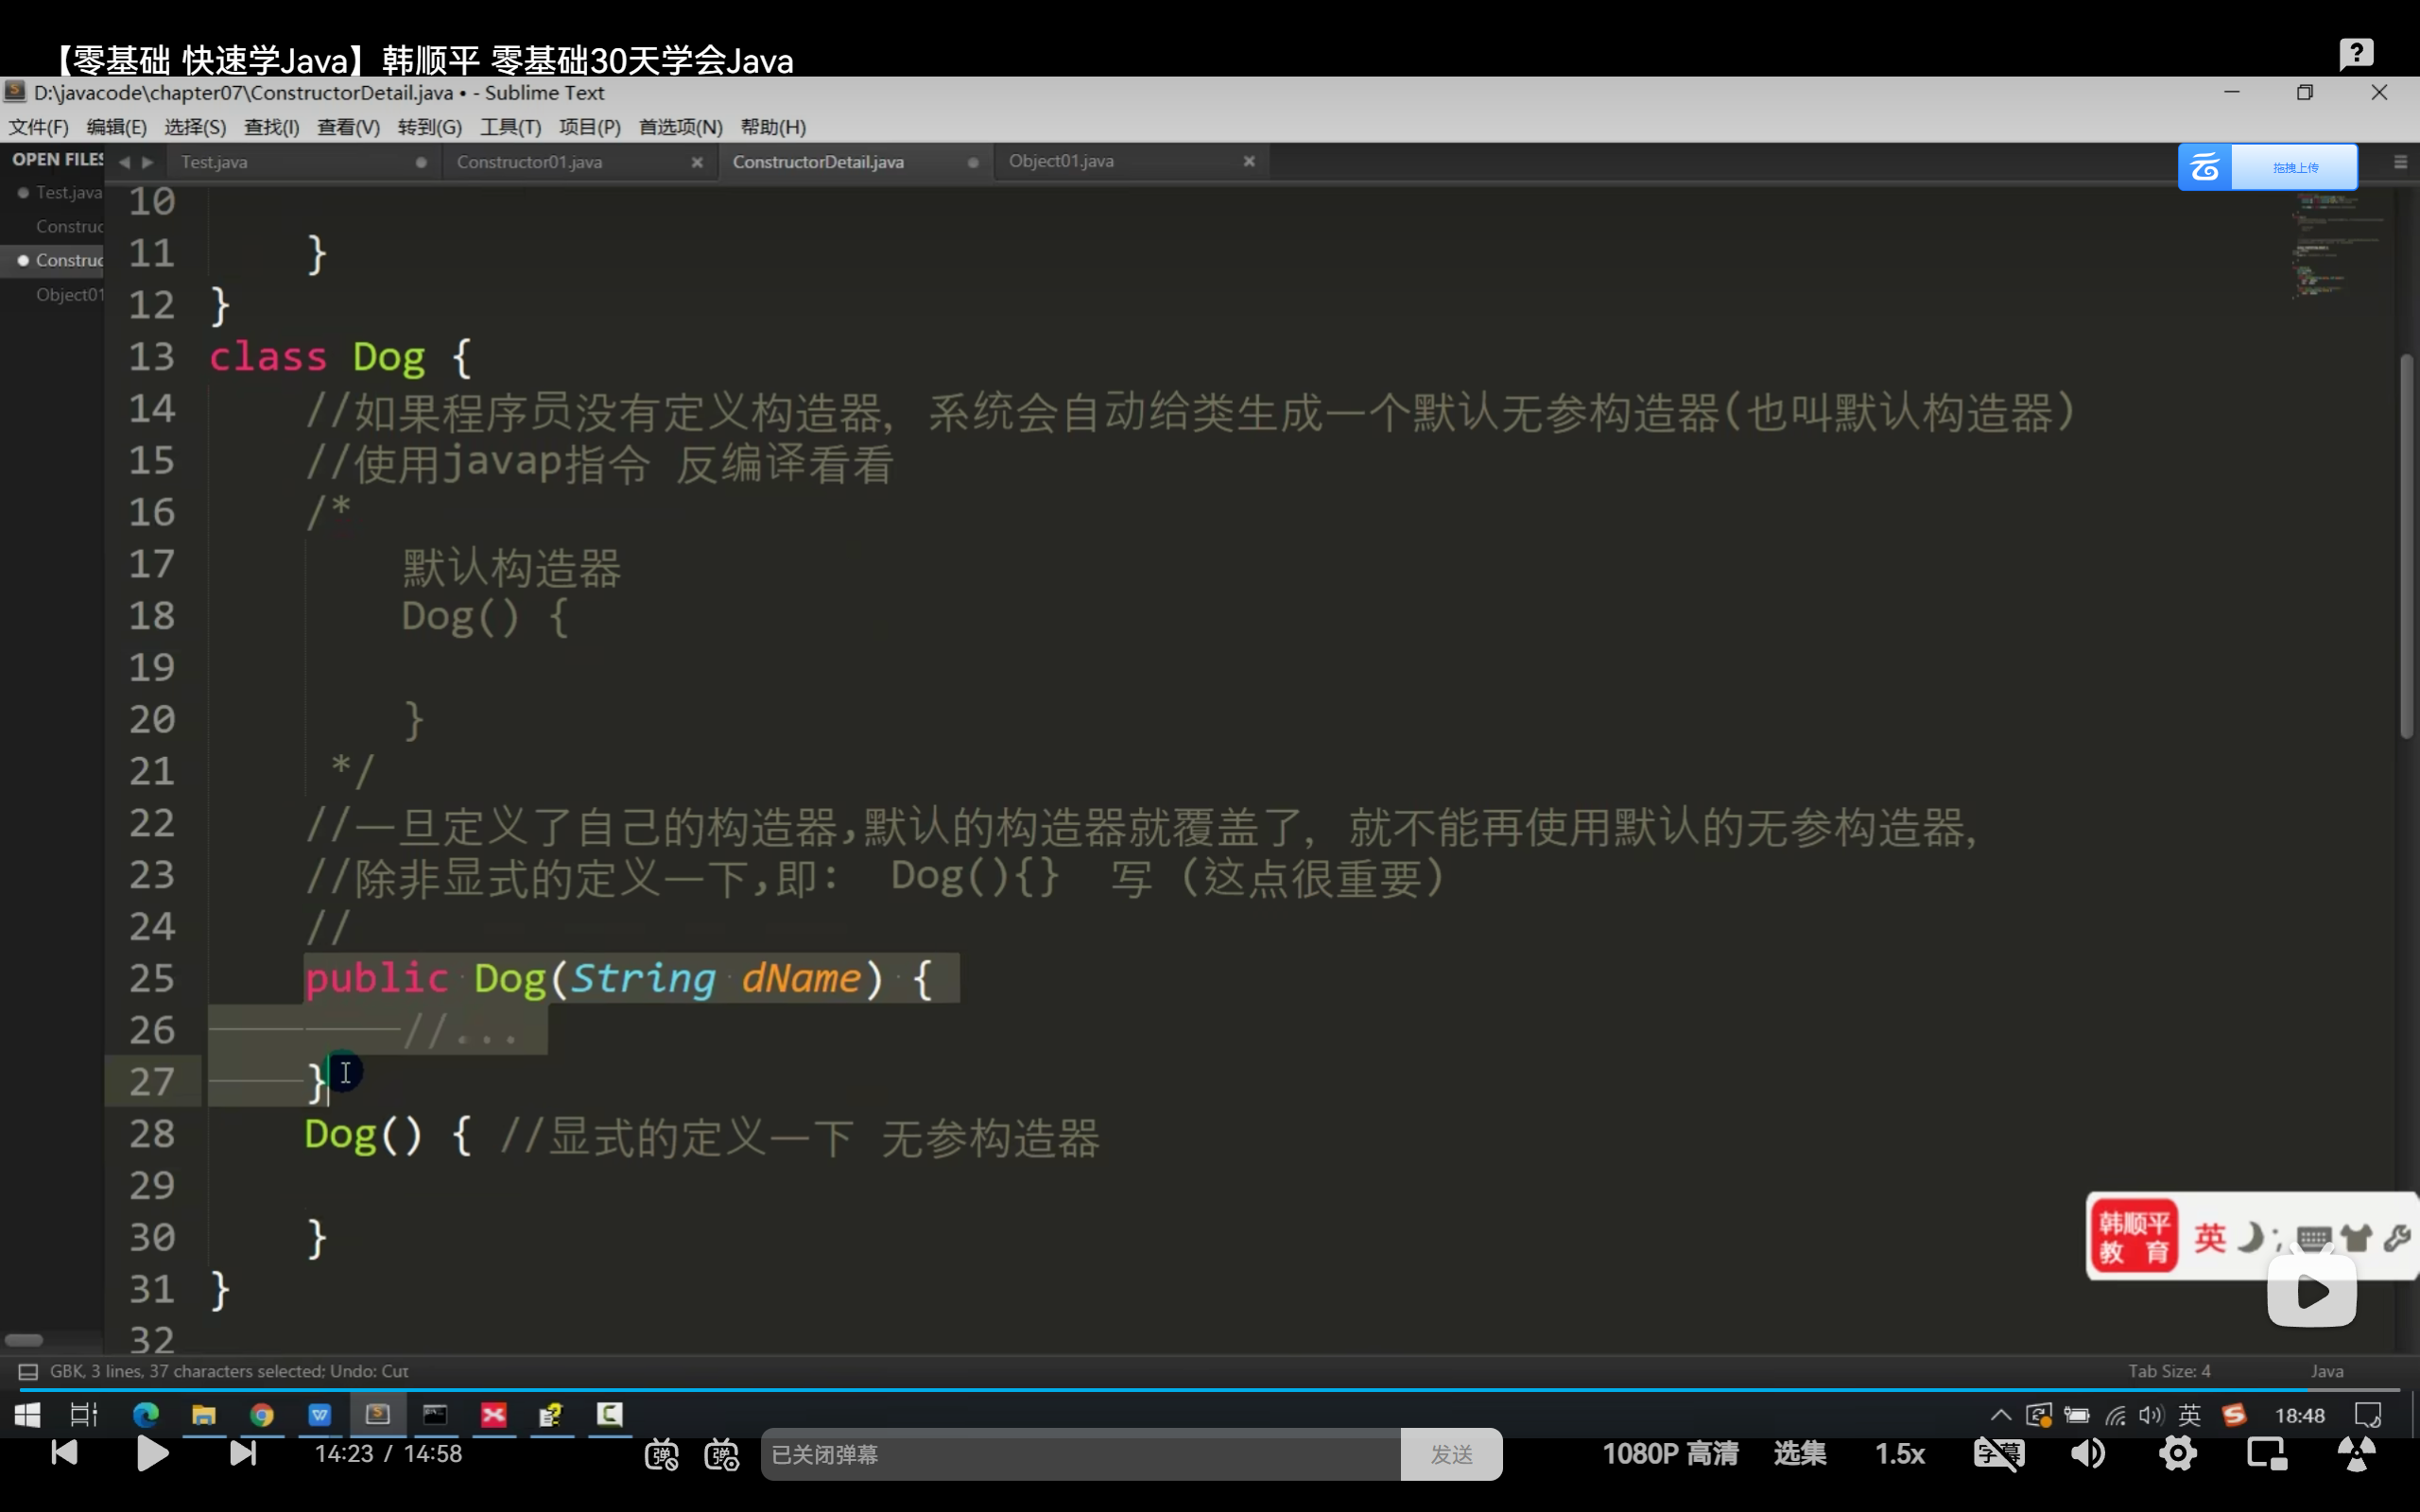 【零基础 快速学Java】韩顺平 零基础30天学会Java
D:\javacode\chapter07\ConstructorDetail.java • - Sublime Text
文件(F) 编辑(E) 选择(S) 查找(I) 查看(V) 转到(G) 工具(T) 项目(P) 首选项(N) 帮助(H)
OPEN FILES
Test.java
Construc
Construc
Object01
Test.java Constructor01.java ConstructorDetail.java Object01.java
拖拽上传
10
11 }
12 }
13 class Dog {
14 //如果程序员没有定义构造器, 系统会自动给类生成一个默认无参构造器(也叫默认构造器)
15 //使用javap指令 反编译看看
16 /*
17 默认构造器
18 Dog() {
19
20 }
21 */
22 //一旦定义了自己的构造器,默认的构造器就覆盖了, 就不能再使用默认的无参构造器,
23 //除非显式的定义一下,即: Dog(){} 写 (这点很重要)
24 //
25 public Dog(String dName) {
26 //...
27 }
28 Dog() { //显式的定义一下 无参构造器
29
30 }
31 }
32
韩顺平
教 育
英
GBK, 3 lines, 37 characters selected; Undo: Cut
Tab Size: 4 Java
英 18:48
14:23 / 14:58
弹 弹
已关闭弹幕
发送
1080P 高清 选集 1.5x 字幕